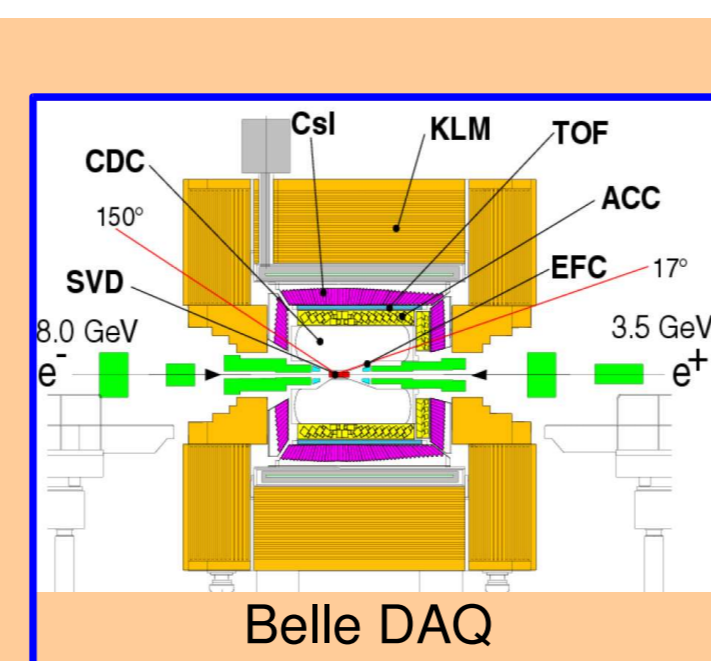 CsI
KLM
TOF
CDC
ACC
150°
EFC
17°
SVD
8.0 GeV
3.5 GeV
e-
e+
Belle DAQ